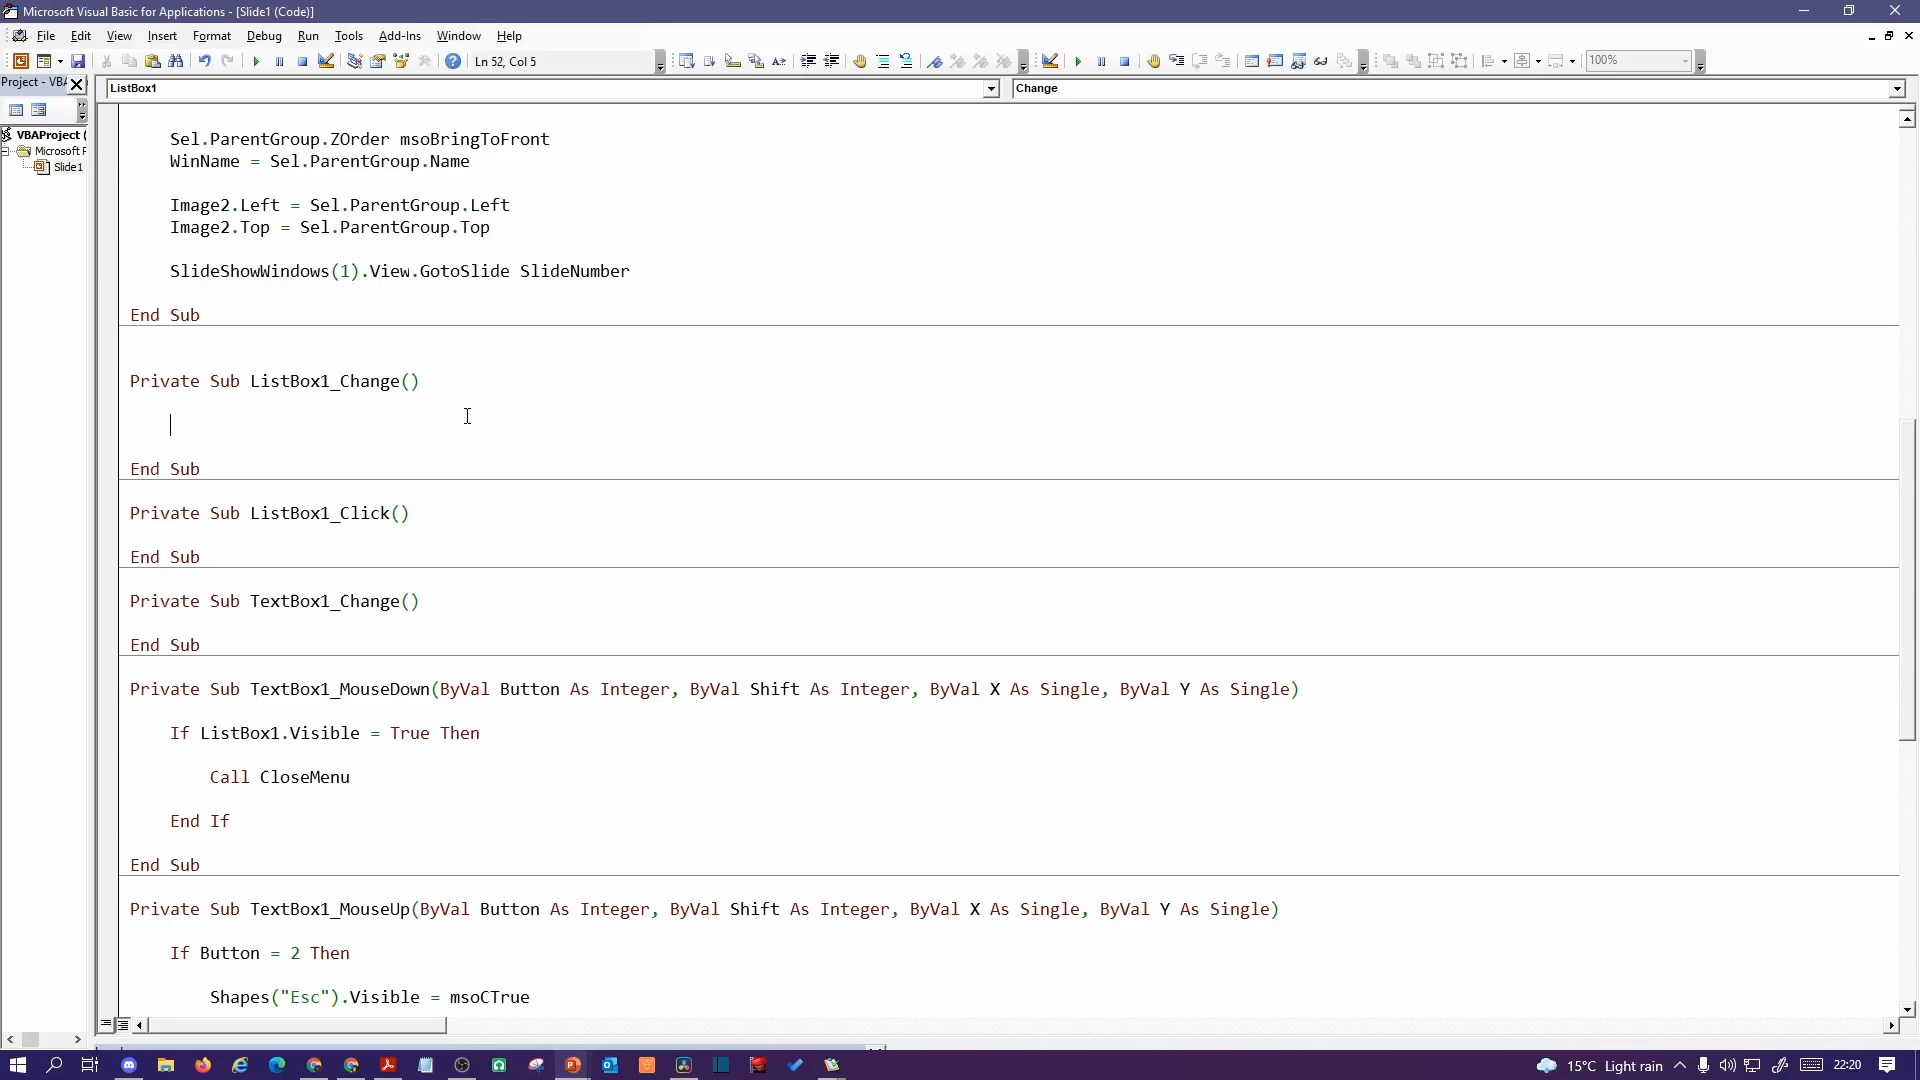 Microsoft Visual Basic for Applications - [Slide1 (Code)]
File Edit View Insert Format Debug Run Tools Add-Ins Window Help
Ln 52, Col 5
100%
Project - VBA
ListBox1
Change
VBAProject (
Microsoft P
Slide1
Sel.ParentGroup.ZOrder msoBringToFront
WinName = Sel.ParentGroup.Name
Image2.Left = Sel.ParentGroup.Left
Image2.Top = Sel.ParentGroup.Top
SlideShowWindows(1).View.GotoSlide SlideNumber
End Sub
Private Sub ListBox1_Change()
End Sub
Private Sub ListBox1_Click()
End Sub
Private Sub TextBox1_Change()
End Sub
Private Sub TextBox1_MouseDown(ByVal Button As Integer, ByVal Shift As Integer, ByVal X As Single, ByVal Y As Single)
If ListBox1.Visible = True Then
Call CloseMenu
End If
End Sub
Private Sub TextBox1_MouseUp(ByVal Button As Integer, ByVal Shift As Integer, ByVal X As Single, ByVal Y As Single)
If Button = 2 Then
Shapes("Esc").Visible = msoCTrue
15°C Light rain
22:20